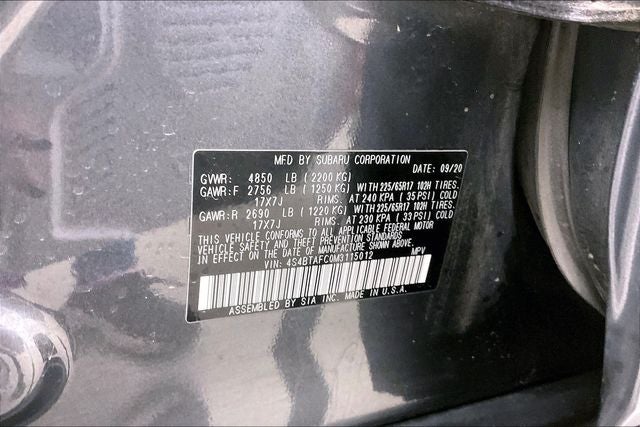 MFD BY SUBARU CORPORATION
DATE: 09/20
GVWR: 4850 LB (2200 KG)
GAWR:F 2756 LB (1250 KG) WITH 225/65R17 102H TIRES.
17X7J RIMS. AT 240 KPA (35 PSI) COLD
GAWR:R 2690 LB (1220 KG) WITH 225/65R17 102H TIRES.
17X7J RIMS. AT 230 KPA (33 PSI) COLD
THIS VEHICLE CONFORMS TO ALL APPLICABLE FEDERAL MOTOR
VEHICLE SAFETY AND THEFT PREVENTION STANDARDS
IN EFFECT ON THE DATE OF MANUFACTURE SHOWN ABOVE.
VIN: 4S4BTAFC0M3115012 MPV
ASSEMBLED BY SIA INC. MADE IN U.S.A.